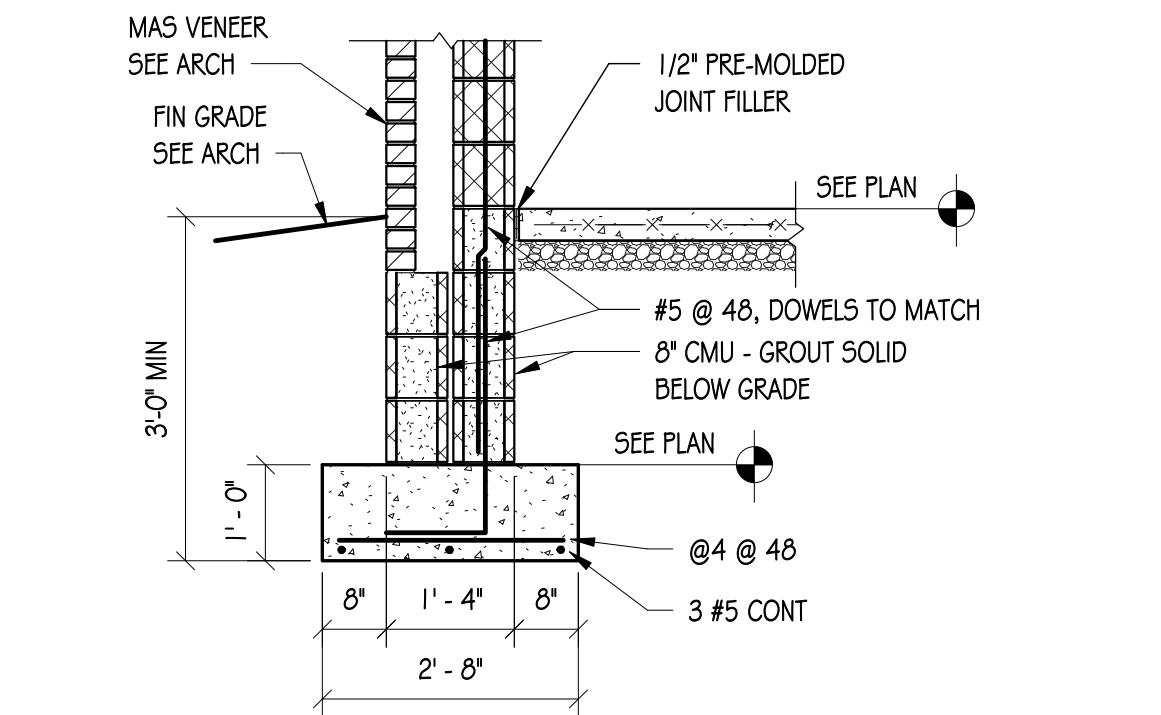 MAS VENEER
SEE ARCH
FIN GRADE
SEE ARCH
1/2" PRE-MOLDED
JOINT FILLER
SEE PLAN
#5 @ 48, DOWELS TO MATCH
8" CMU - GROUT SOLID
BELOW GRADE
3'-0" MIN
SEE PLAN
1' - 0"
@4 @ 48
8"
1' - 4"
8"
3 #5 CONT
2' - 8"